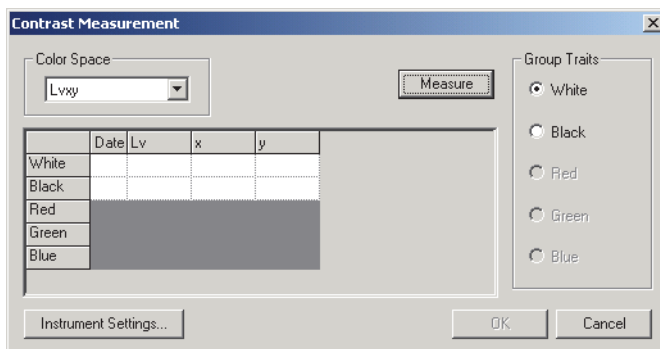 Contrast Measurement
Color Space
Lvxy
Measure
Date Lv x y
White
Black
Red
Green
Blue
Group Traits
White
Black
Red
Green
Blue
Instrument Settings...
OK
Cancel